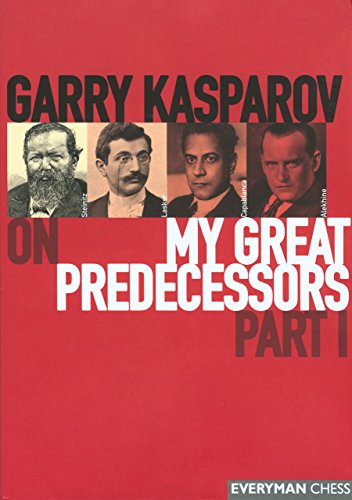 GARRY KASPAROV
Steinitz
Lasker
Capablanca
Alekhine
ON MY GREAT
PREDECESSORS
PART I
EVERYMAN CHESS